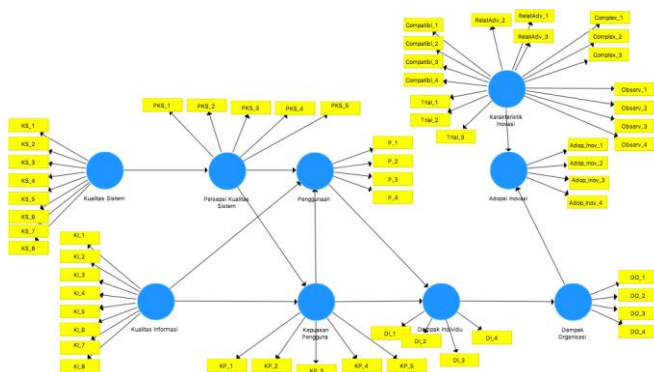 Compatibl_1
Compatibl_2
Compatibl_3
Compatibl_4
RelatAdv_2
RelatAdv_1
RelatAdv_3
Complex_1
Complex_2
Complex_3
Trial_1
Trial_2
Trial_3
Karakteristik
Inovasi
Observ_1
Observ_2
Observ_3
Observ_4
KS_1
KS_2
KS_3
KS_4
KS_5
KS_6
KS_7
KS_8
Kualitas Sistem
PKS_1
PKS_2
PKS_3
PKS_4
PKS_5
Persepsi Kualitas
Sistem
Penggunaan
P_1
P_2
P_3
P_4
Adopsi Inovasi
Adop_inov_1
Adop_inov_2
Adop_inov_3
Adop_inov_4
KI_1
KI_2
KI_3
KI_4
KI_5
KI_6
KI_7
KI_8
Kualitas Informasi
Kepuasan
Pengguna
KP_1
KP_2
KP_3
KP_4
KP_5
Dampak Individu
DI_1
DI_2
DI_3
DI_4
Dampak
Organisasi
DO_1
DO_2
DO_3
DO_4